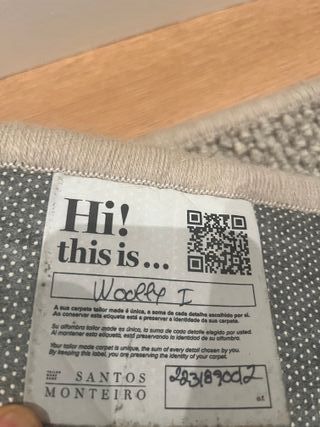 Hi!
this is...
Woolly I
A sua carpete tailor made é única, a soma de cada detalhe escolhido por si.
Ao conservar esta etiqueta está a preservar a identidade da sua carpete.
Su alfombra tailor made es única, la suma de cada detalle elegido por usted.
Al mantener esta etiqueta, está preservando la identidad de su alfombra.
Your tailor made carpet is unique, the sum of every detail chosen by you.
By keeping this label, you are preserving the identity of your carpet.
TAILOR
MADE
RUGS
SANTOS
MONTEIRO
of.